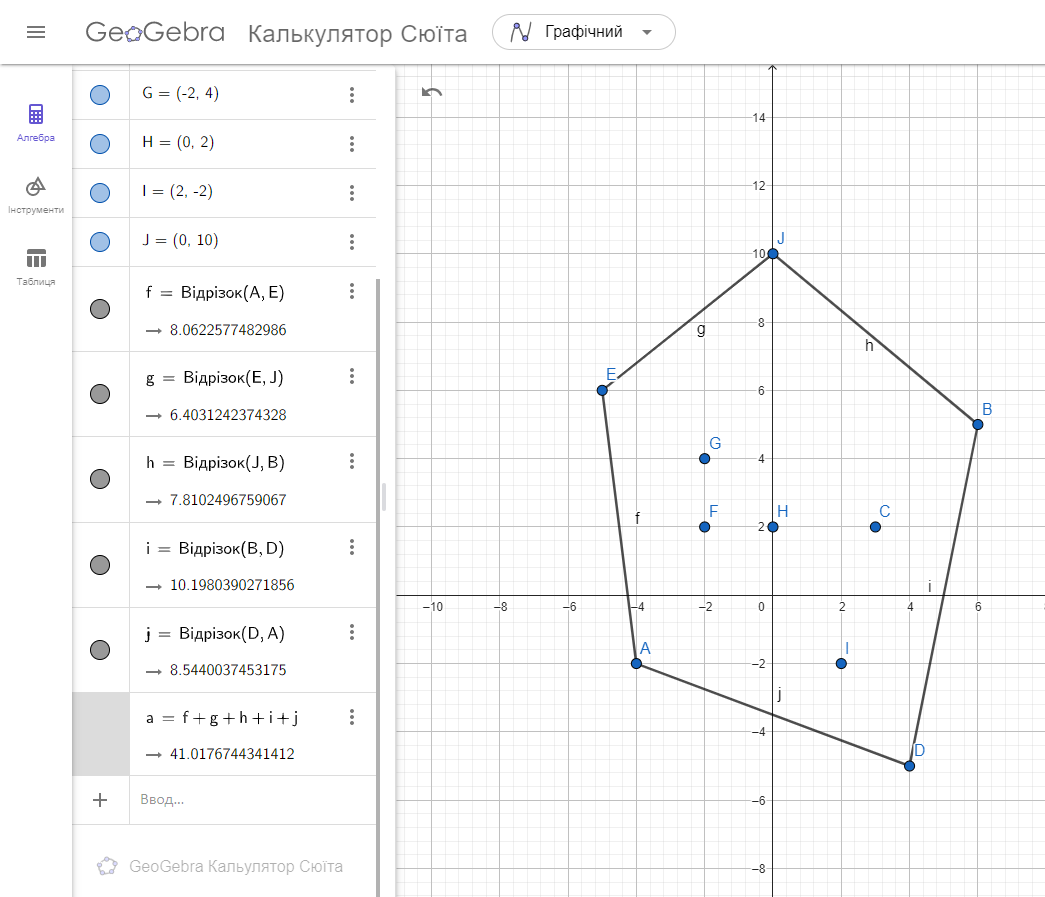 GeoGebra Калькулятор Сюїта
Графічний
Алгебра
Інструменти
Таблиця
G = (-2, 4)
H = (0, 2)
I = (2, -2)
J = (0, 10)
f = Відрізок(A, E)
→ 8.0622577482986
g = Відрізок(E, J)
→ 6.4031242374328
h = Відрізок(J, B)
→ 7.8102496759067
i = Відрізок(B, D)
→ 10.1980390271856
j = Відрізок(D, A)
→ 8.5440037453175
a = f + g + h + i + j
→ 41.0176744341412
Ввод...
GeoGebra Кальулятор Сюїта
14
12
10
8
6
4
2
0
−2
−4
−6
−8
−10
−8
−6
−4
−2
2
4
6
J
g
h
E
B
G
F
H
C
f
i
A
I
j
D